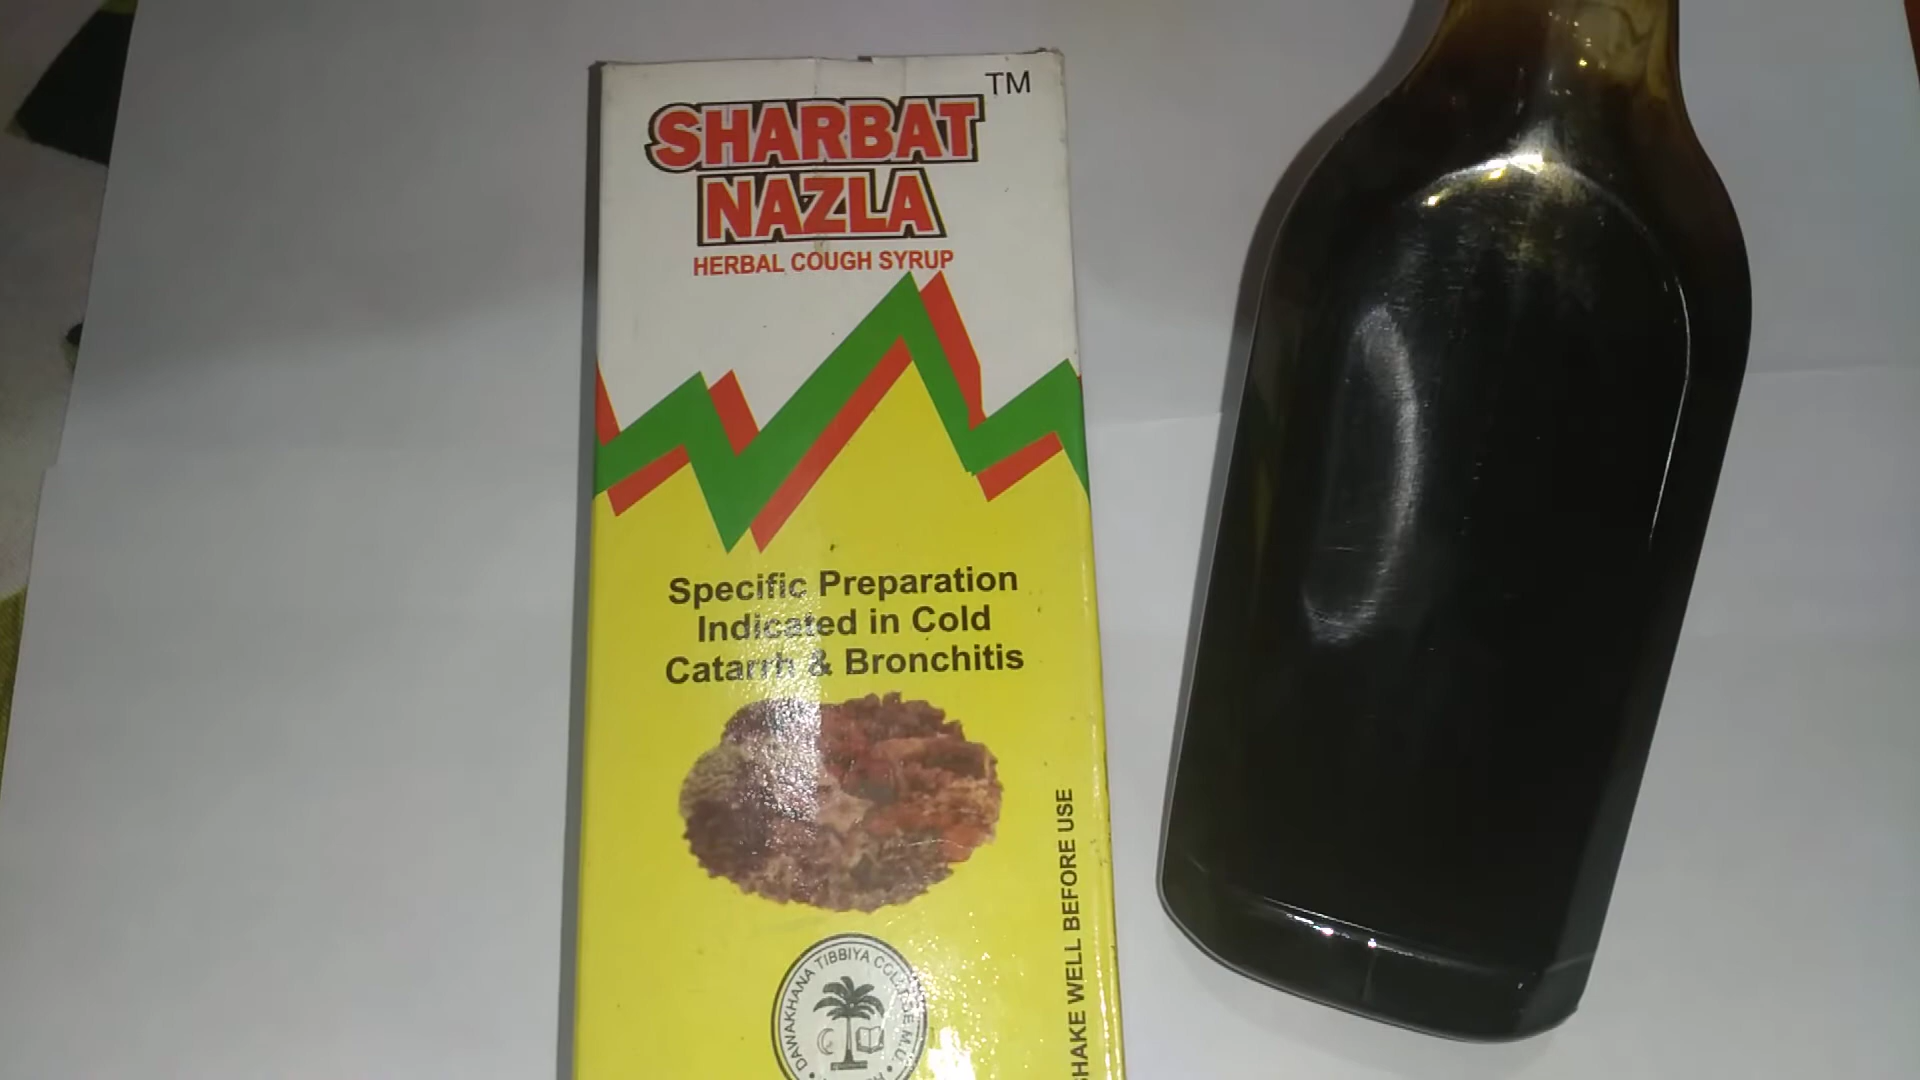 TM
SHARBAT
NAZLA
HERBAL COUGH SYRUP
Specific Preparation
Indicated in Cold
Catarrh & Bronchitis
SHAKE WELL BEFORE USE
DAWAKHANA TIBBIYA COLLEGE M.U.